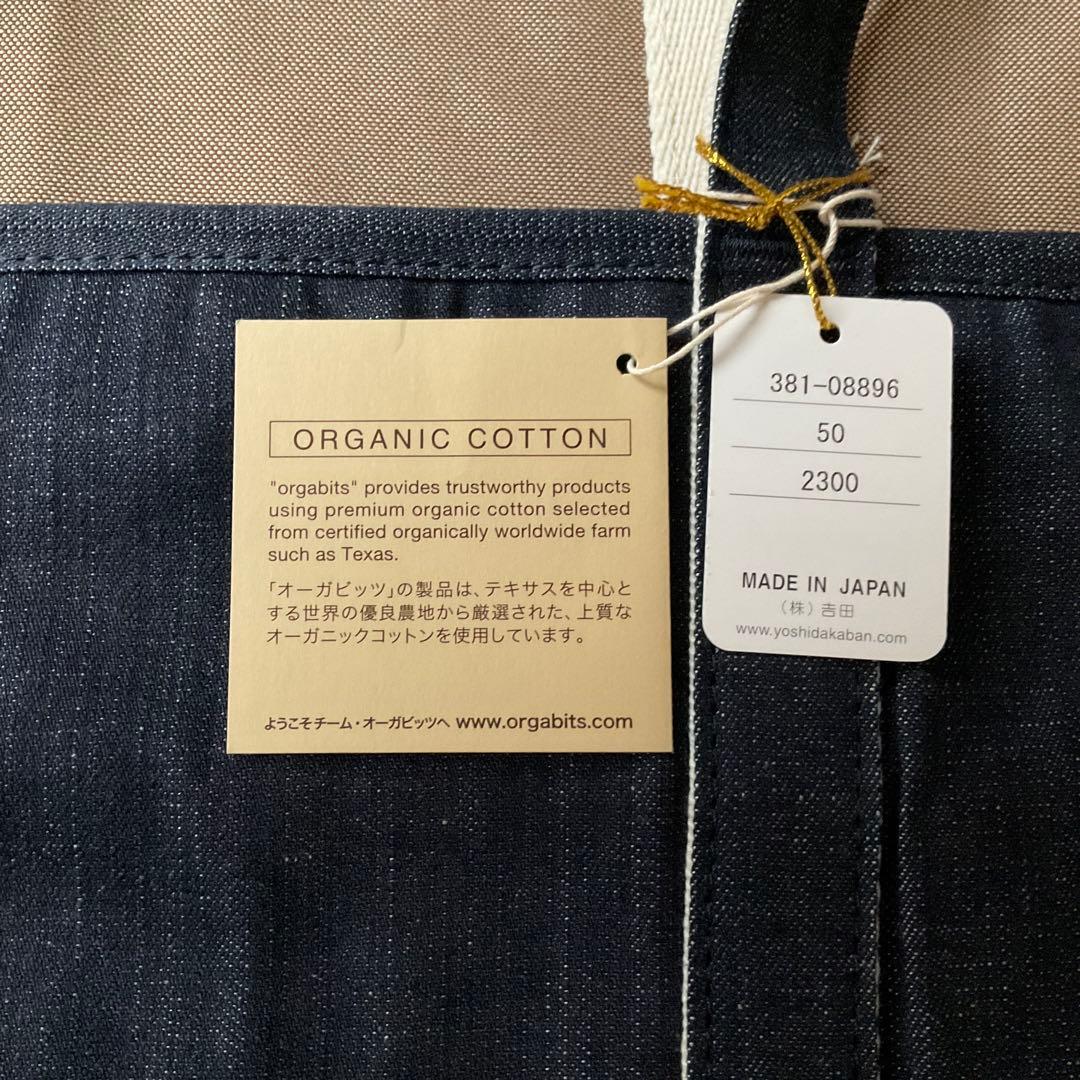 ORGANIC COTTON
"orgabits" provides trustworthy products
using premium organic cotton selected
from certified organically worldwide farm
such as Texas.
「オーガビッツ」の製品は、テキサスを中心と
する世界の優良農地から厳選された、上質な
オーガニックコットンを使用しています。
ようこそチーム・オーガビッツへ www.orgabits.com
381-08896
50
2300
MADE IN JAPAN
（株）吉田
www.yoshidakaban.com